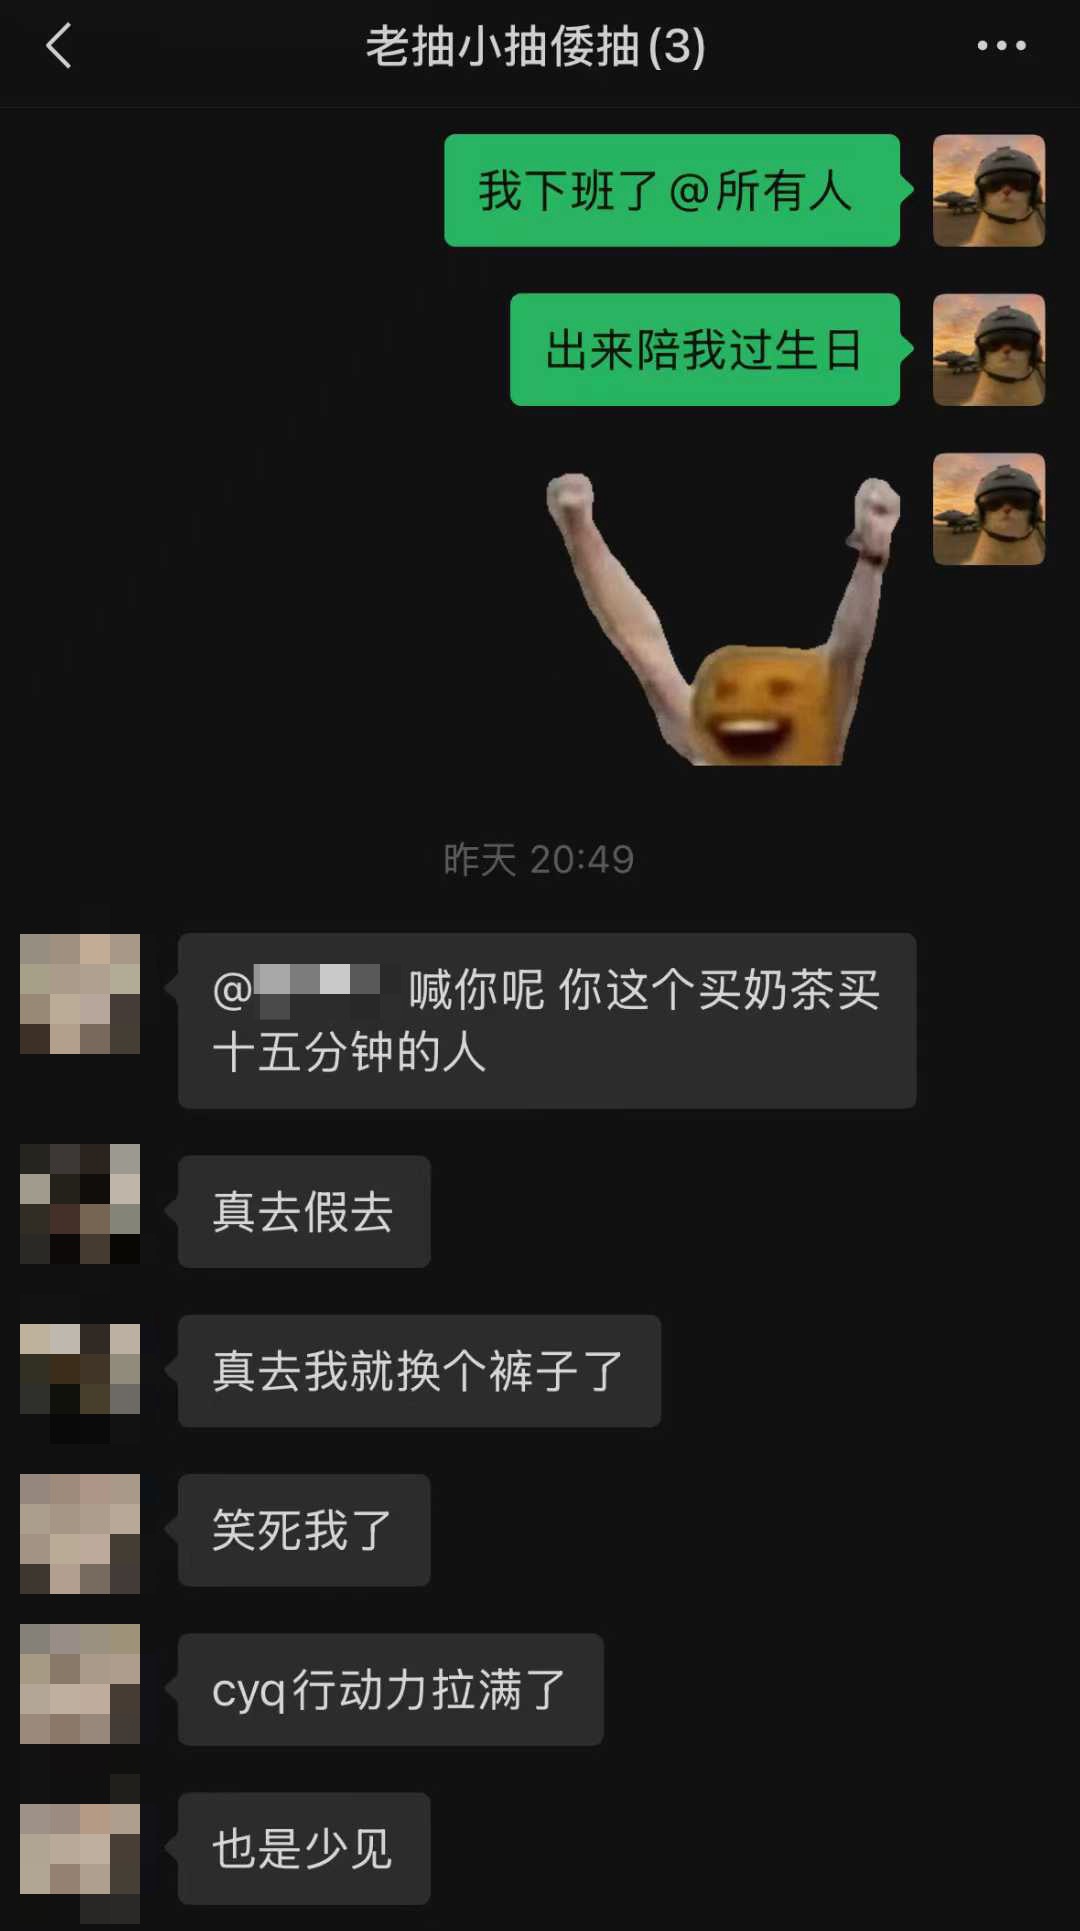 老抽小抽倭抽(3)
我下班了@所有人
出来陪我过生日
昨天 20:49
@ 喊你呢 你这个买奶茶买
十五分钟的人
真去假去
真去我就换个裤子了
笑死我了
cyq行动力拉满了
也是少见